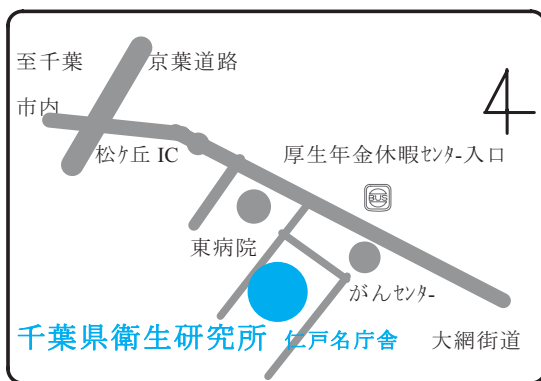 至千葉
市内
京葉道路
松ケ丘 IC
厚生年金休暇センター入口
BUS
東病院
がんセンター
千葉県衛生研究所 仁戸名庁舎
大網街道